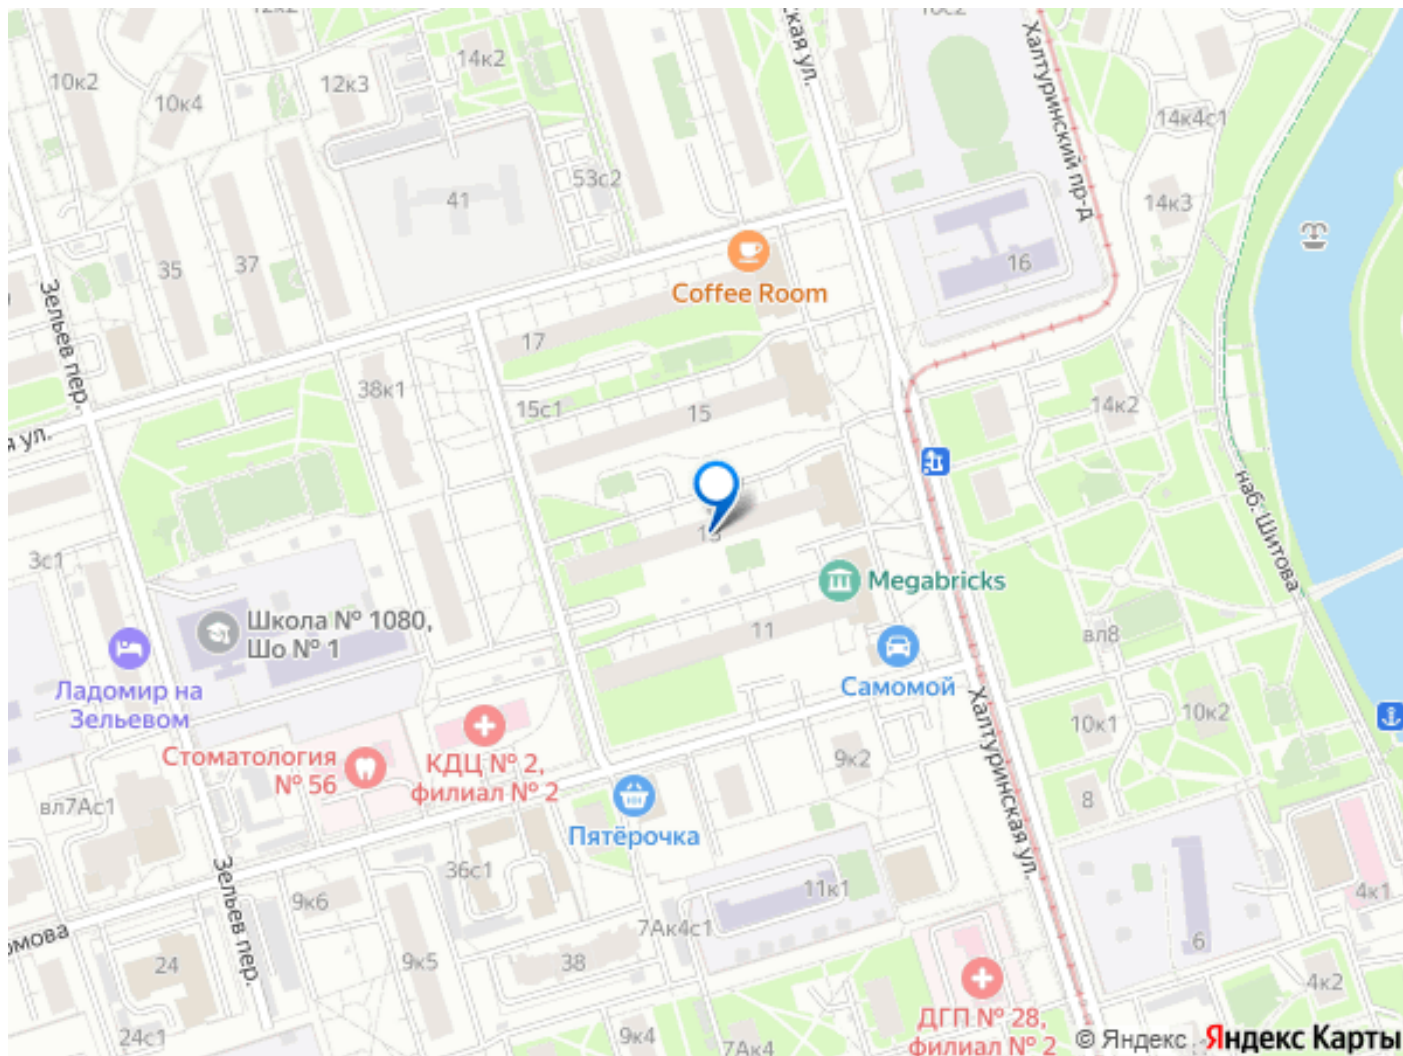 10с2
12к2
ская ул.
Халтуринский пр-д
14к2
10к2
12к3
10к4
14к4с1
53с2
41
14к3
35
37
16
Coffee Room
Зельев пер.
17
38к1
15с1
15
14к2
я ул.
наб. Шитова
13
3с1
Megabricks
Школа № 1080,
Шо № 1
11
вл8
Ладомир на
Зельевом
Самомой
Халтуринская ул.
10к1
10к2
Стоматология
№ 56
КДЦ № 2,
филиал № 2
9к2
8
вл7Ас1
Пятёрочка
Зельев пер.
36с1
11к1
4к1
9к6
7Ак4с1
омова
24
9к5
38
6
4к2
ДГП № 28,
филиал № 2
24с1
9к4
7Ак4
© Яндекс
Яндекс Карты